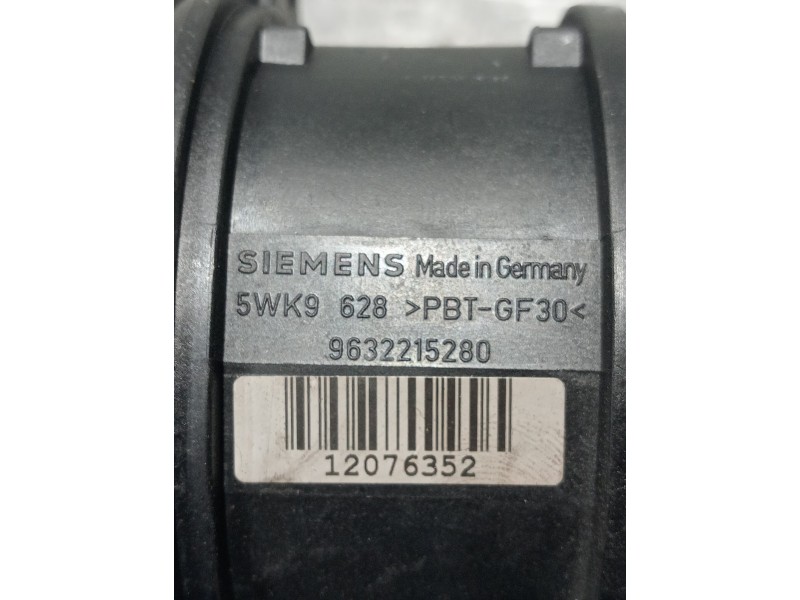 SIEMENS Made in Germany
5WK9 628 >PBT-GF30<
9632215280
12076352